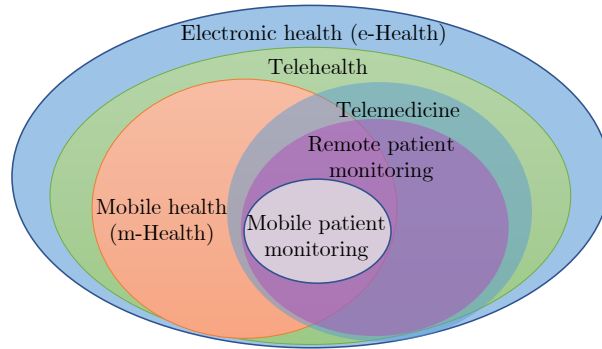 Electronic health (e-Health)
Telehealth
Telemedicine
Remote patient
monitoring
Mobile health
(m-Health)
Mobile patient
monitoring